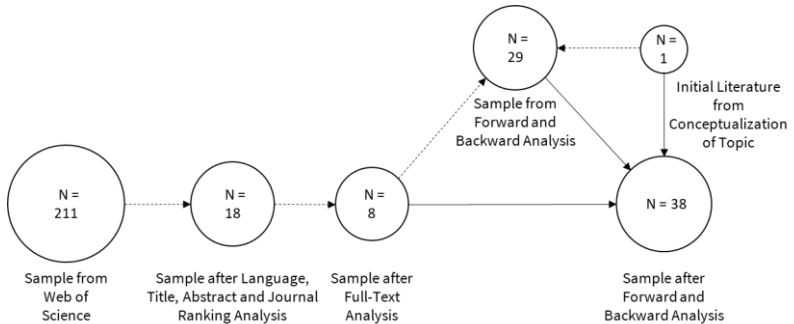 N =
29
N =
1
Sample from
Forward and
Backward Analysis
Initial Literature
from
Conceptualization
of Topic
N =
211
N =
18
N =
8
N = 38
Sample from
Web of
Science
Sample after Language,
Title, Abstract and Journal
Ranking Analysis
Sample after
Full-Text
Analysis
Sample after
Forward and
Backward Analysis